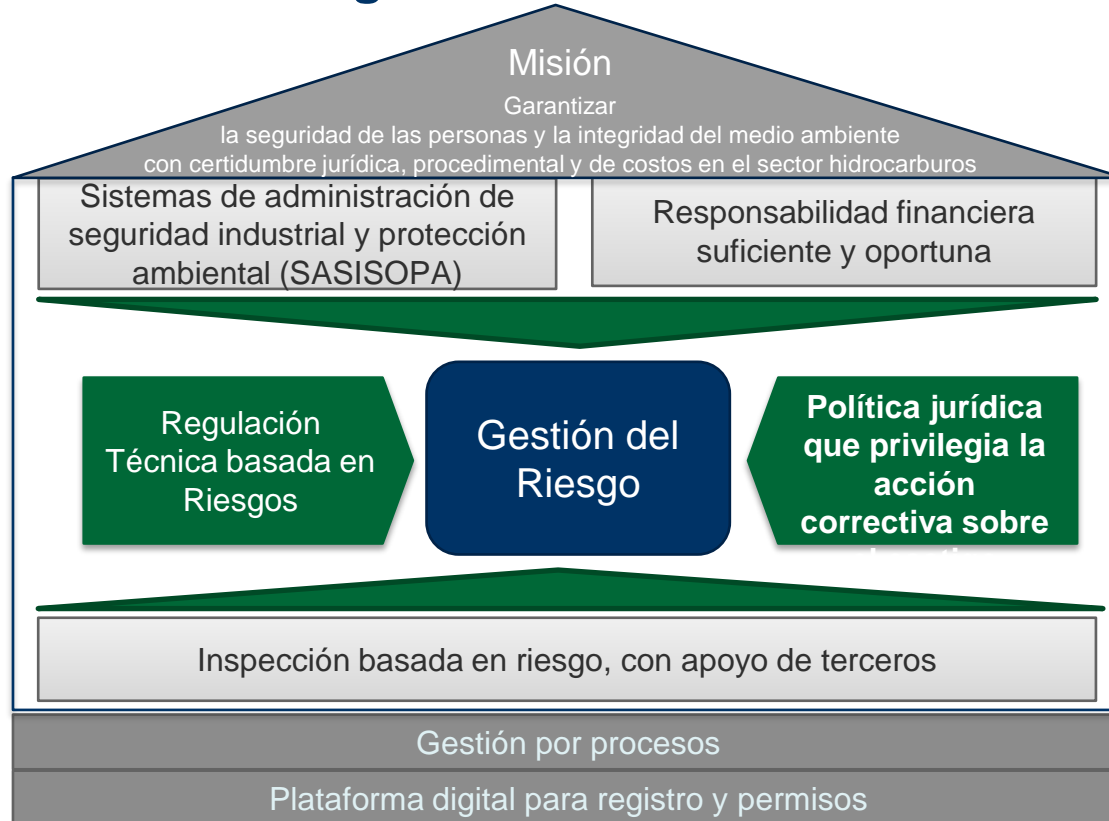 Misión
Garantizar
la seguridad de las personas y la integridad del medio ambiente
con certidumbre jurídica, procedimental y de costos en el sector hidrocarburos
Sistemas de administración de
seguridad industrial y protección
ambiental (SASISOPA)
Responsabilidad financiera
suficiente y oportuna
Regulación
Técnica basada en
Riesgos
Gestión del
Riesgo
Política jurídica
que privilegia la
acción
correctiva sobre
Inspección basada en riesgo, con apoyo de terceros
Gestión por procesos
Plataforma digital para registro y permisos